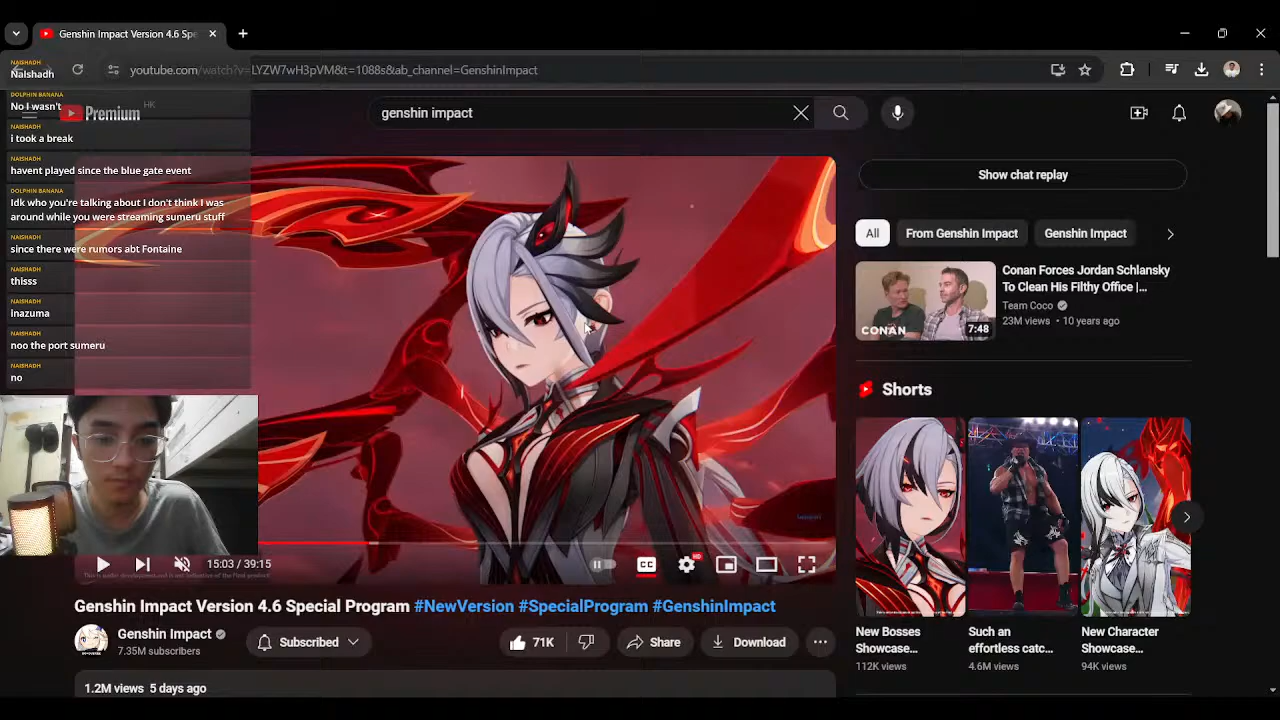 Genshin Impact Version 4.6 Spe
youtube.com/watch?v=LYZW7wH3pVM&t=1088s&ab_channel=GenshinImpact
NAISHADH
Naishadh
DOLPHIN BANANA
No I wasn't
NAISHADH
i took a break
NAISHADH
havent played since the blue gate event
DOLPHIN BANANA
Idk who you're talking about I don't think I was
around while you were streaming sumeru stuff
NAISHADH
since there were rumors abt Fontaine
NAISHADH
thisss
NAISHADH
inazuma
NAISHADH
noo the port sumeru
NAISHADH
no
Premium
HK
genshin impact
Show chat replay
All
From Genshin Impact
Genshin Impact
CONAN
7:48
Conan Forces Jordan Schlansky
To Clean His Filthy Office |...
Team Coco
23M views • 10 years ago
Shorts
New Bosses
Showcase...
112K views
Such an
effortless catc...
4.6M views
New Character
Showcase...
94K views
15:03 / 39:15
CC
HD
Genshin Impact Version 4.6 Special Program #NewVersion #SpecialProgram #GenshinImpact
Genshin Impact
7.35M subscribers
Subscribed
71K
Share
Download
1.2M views 5 days ago